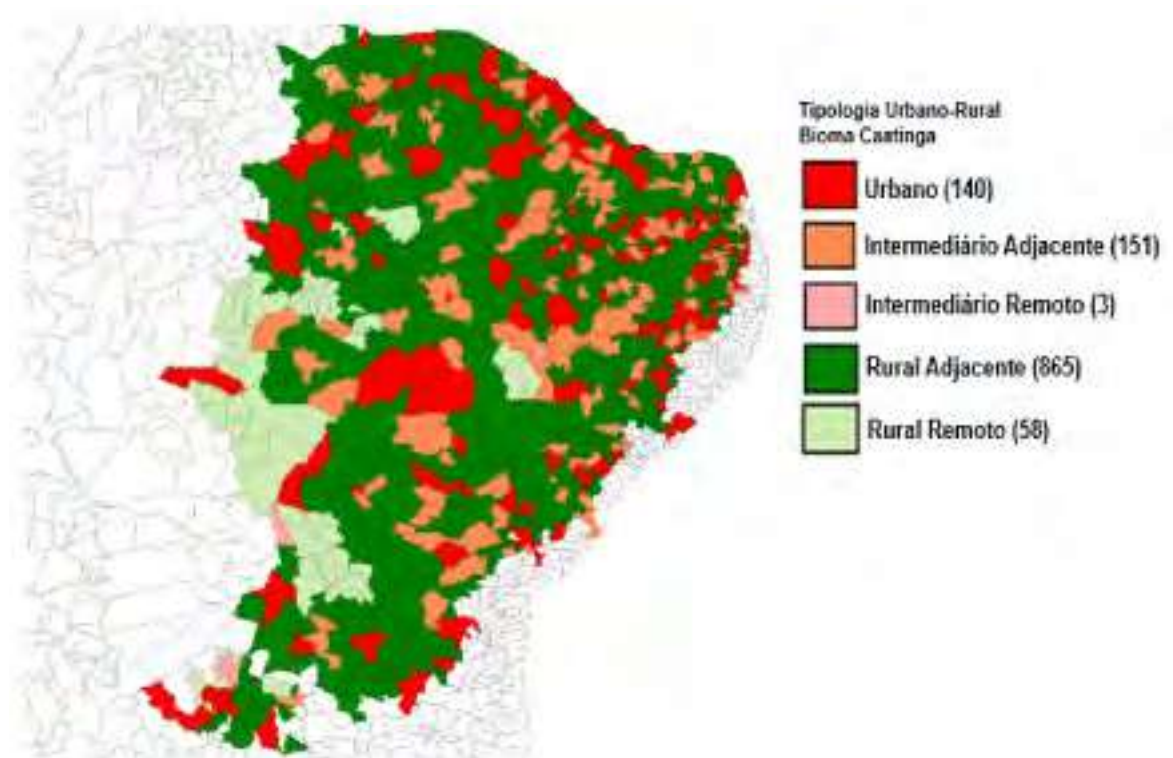 Tipologia Urbano-Rural
Bioma Caatinga
Urbano (140)
Intermediário Adjacente (151)
Intermediário Remoto (3)
Rural Adjacente (865)
Rural Remoto (58)